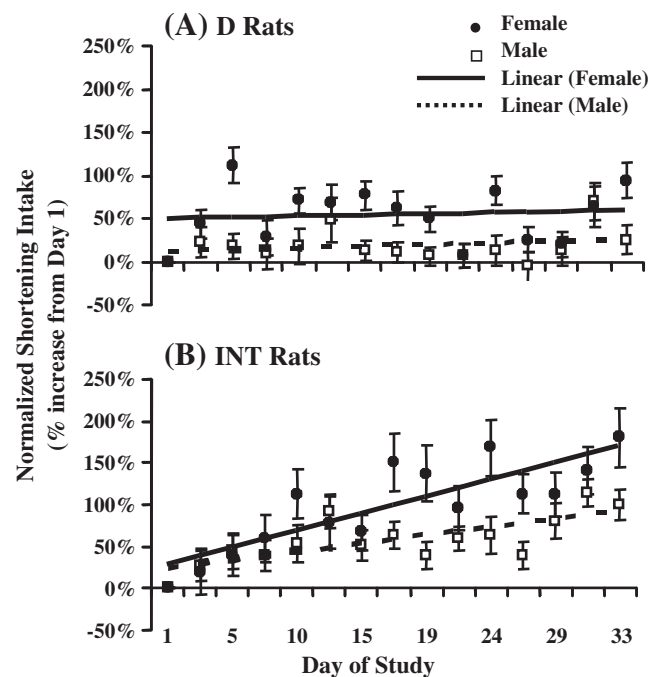 (A) D Rats
Female
Male
Linear (Female)
Linear (Male)
250%
200%
150%
100%
50%
0%
-50%
Normalized Shortening Intake
(% increase from Day 1)
(B) INT Rats
250%
200%
150%
100%
50%
0%
-50%
1 5 10 15 19 24 29 33
Day of Study